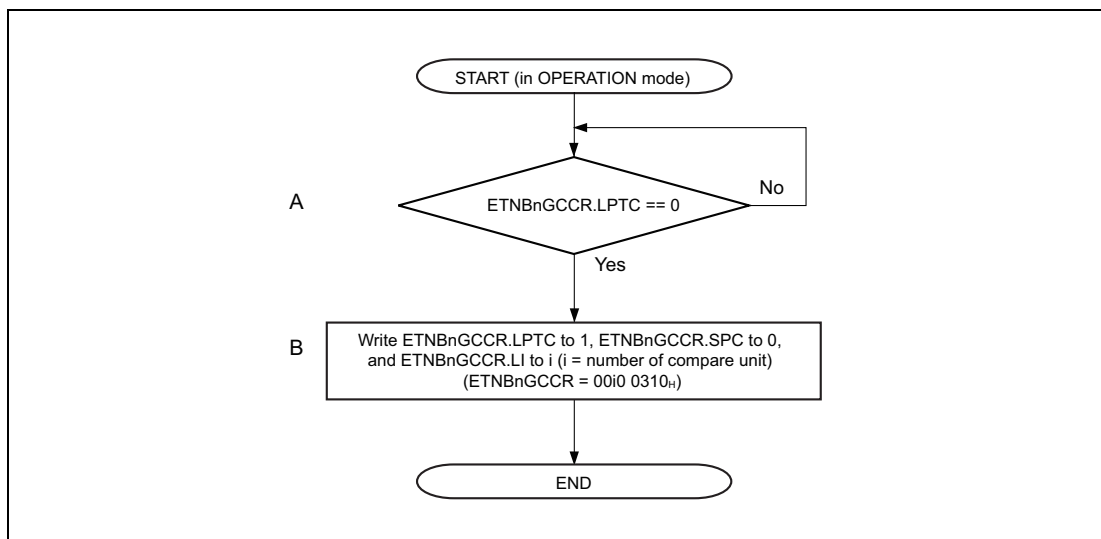 START (in OPERATION mode)
A
ETNBnGCCR.LPTC == 0
No
Yes
B
Write ETNBnGCCR.LPTC to 1, ETNBnGCCR.SPC to 0,
and ETNBnGCCR.LI to i (i = number of compare unit)
(ETNBnGCCR = 00i0 0310H)
END